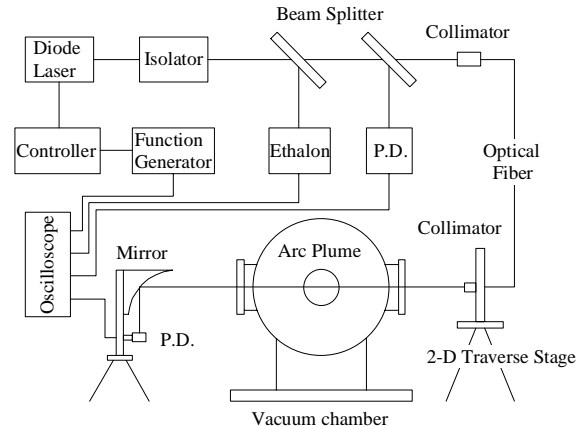 Beam Splitter
Collimator
Diode
Laser
Isolator
Controller
Function
Generator
Ethalon
P.D.
Optical
Fiber
Oscilloscope
Mirror
Arc Plume
Collimator
P.D.
2-D Traverse Stage
Vacuum chamber